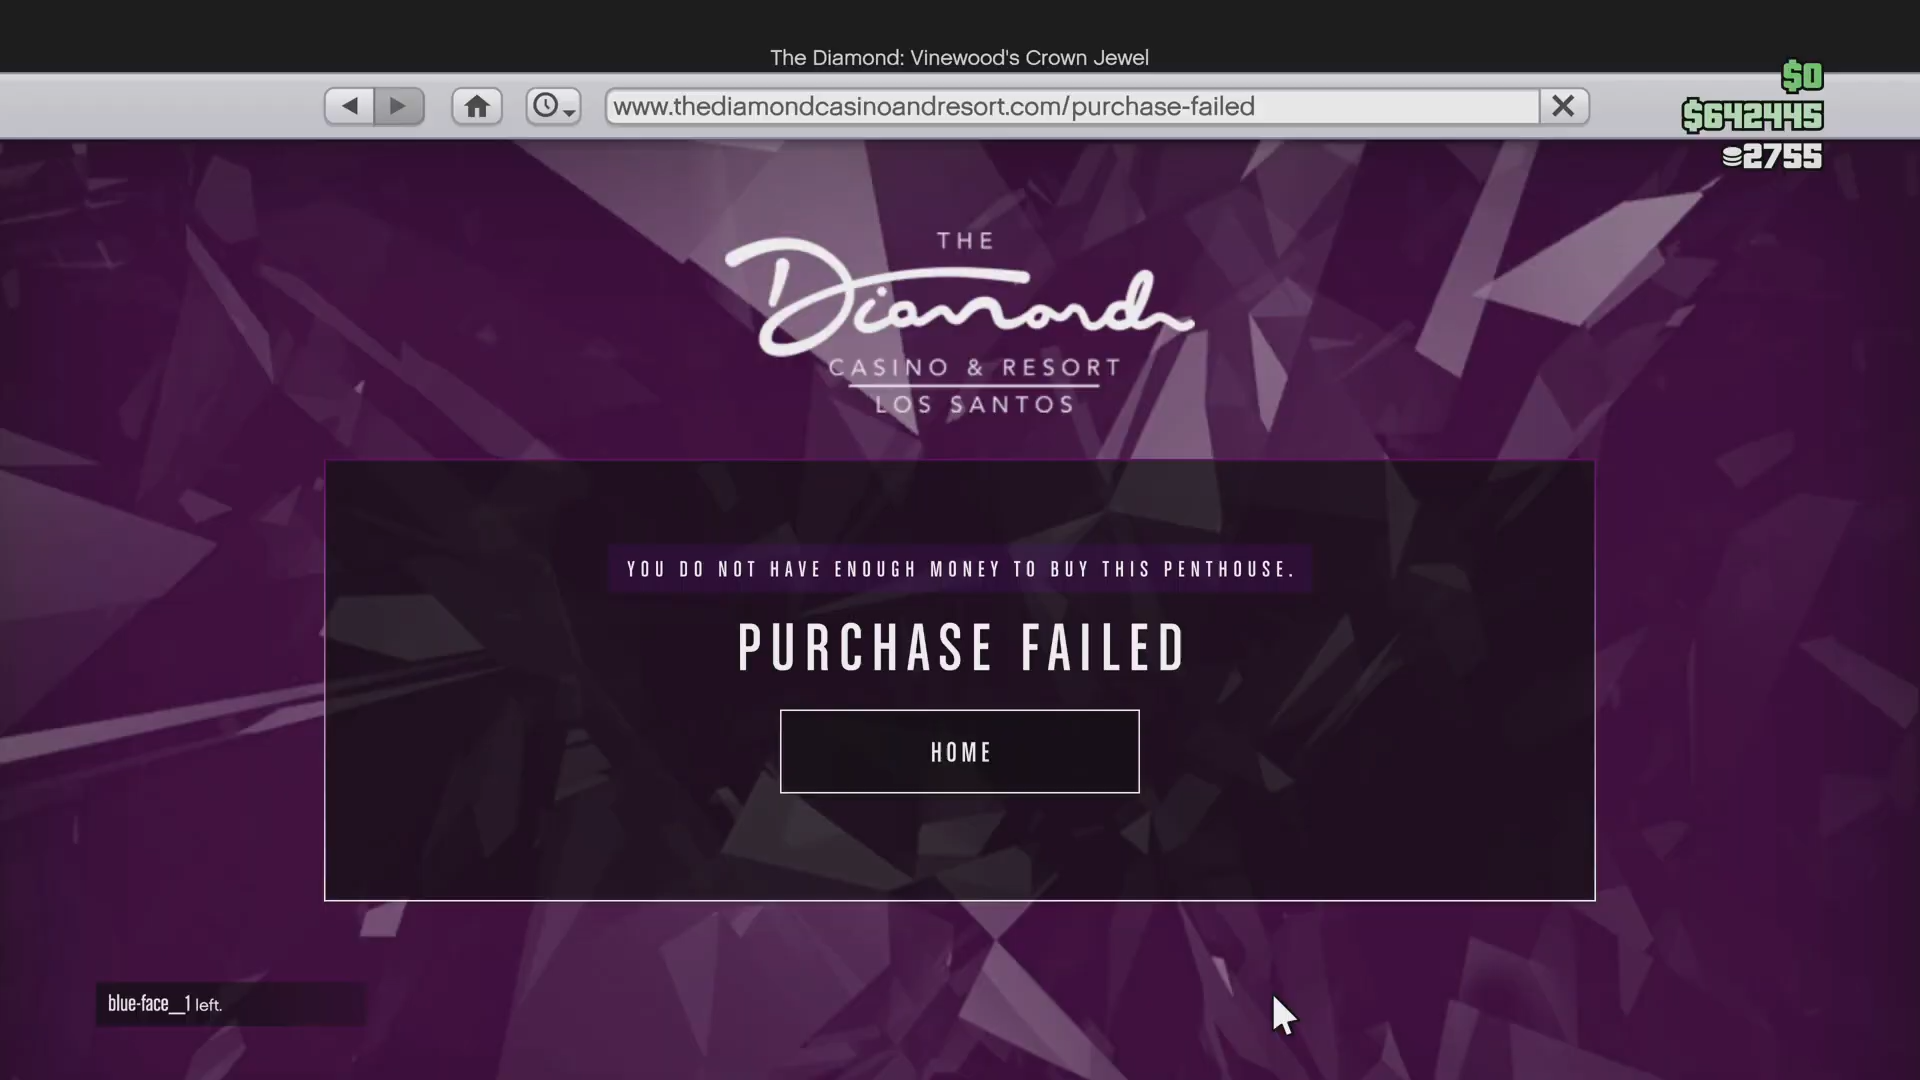 The Diamond: Vinewood's Crown Jewel
$0
www.thediamondcasinoandresort.com/purchase-failed
$642445
2755
THE
Diamond
CASINO & RESORT
LOS SANTOS
YOU DO NOT HAVE ENOUGH MONEY TO BUY THIS PENTHOUSE.
PURCHASE FAILED
HOME
blue-face__1 left.